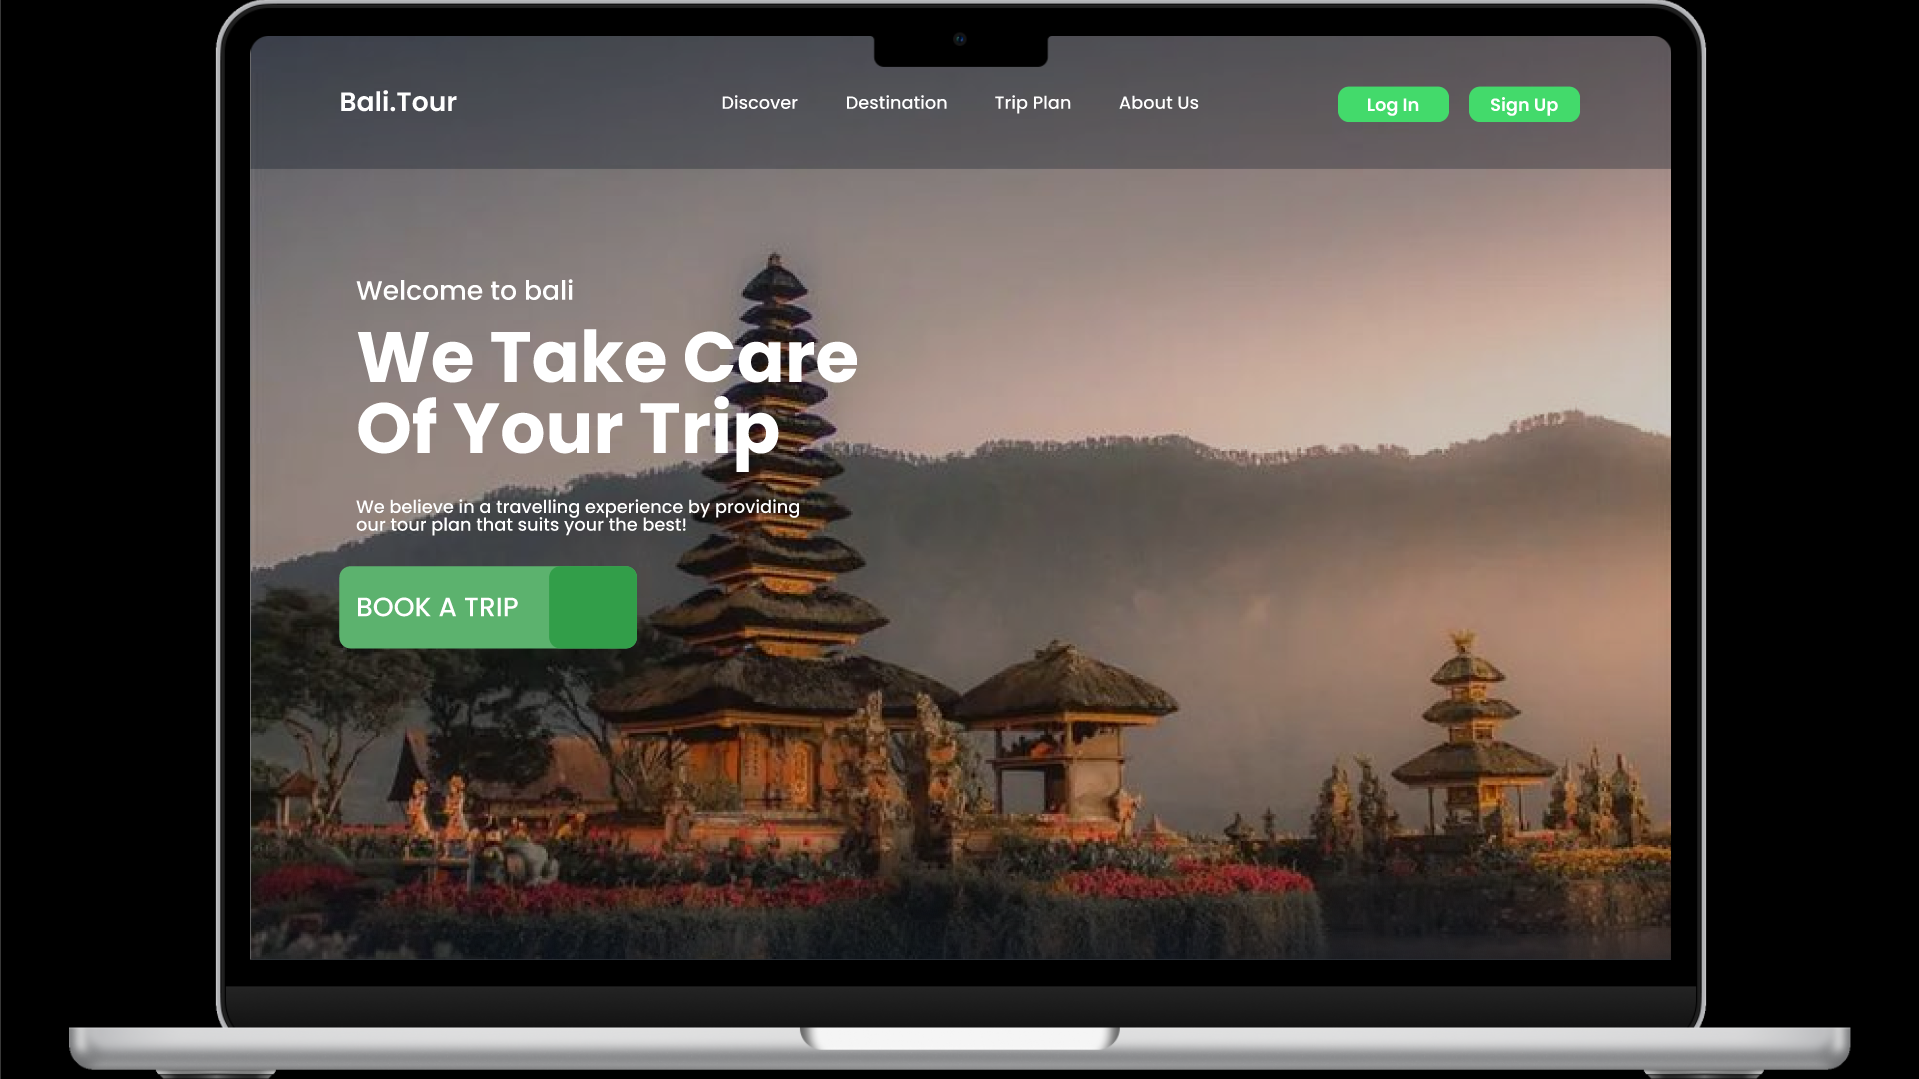 Bali.Tour
Discover
Destination
Trip Plan
About Us
Log In
Sign Up
Welcome to bali
We Take Care
Of Your Trip
We believe in a travelling experience by providing
our tour plan that suits your the best!
BOOK A TRIP